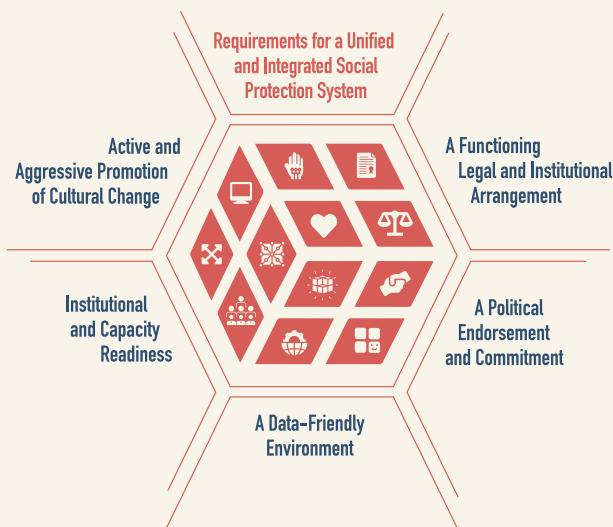 Requirements for a Unified
and Integrated Social
Protection System
Active and
Aggressive Promotion
of Cultural Change
A Functioning
Legal and Institutional
Arrangement
Institutional
and Capacity
Readiness
A Political
Endorsement
and Commitment
A Data-Friendly
Environment